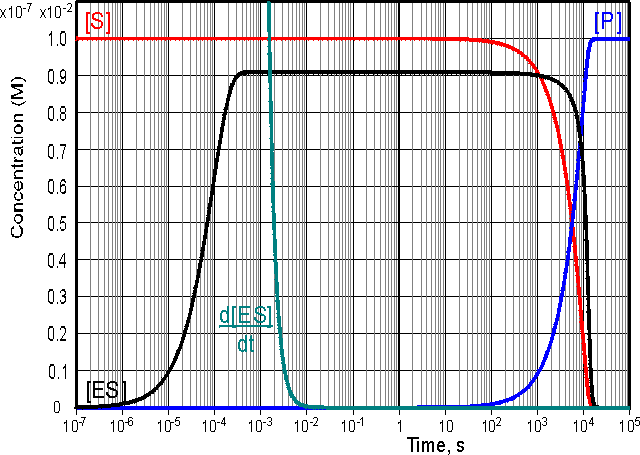 x10⁻⁷ x10⁻²
[S]
[P]
1.0
0.9
0.8
0.7
0.6
0.5
0.4
0.3
0.2
0.1
0
Concentration (M)
d[ES]
dt
[ES]
10⁻⁷ 10⁻⁶ 10⁻⁵ 10⁻⁴ 10⁻³ 10⁻² 10⁻¹ 1 10¹ 10² 10³ 10⁴ 10⁵
Time, s